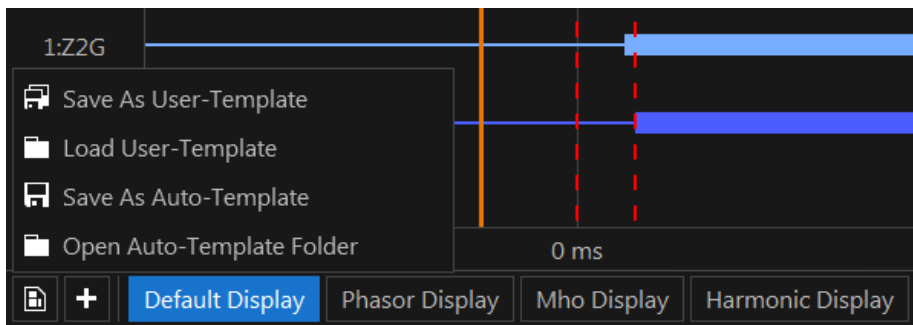 1:Z2G
Save As User-Template
Load User-Template
Save As Auto-Template
Open Auto-Template Folder
0 ms
Default Display
Phasor Display
Mho Display
Harmonic Display